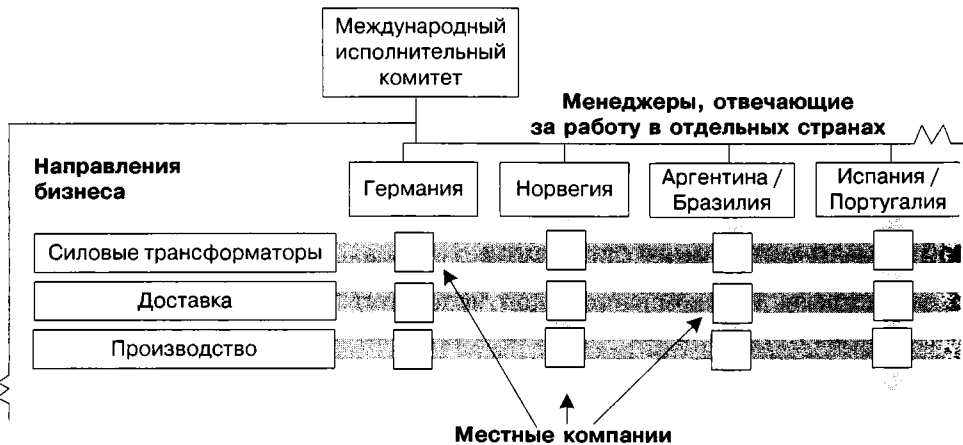 Международный
исполнительный
комитет
Менеджеры, отвечающие
за работу в отдельных странах
Направления
бизнеса
Германия
Норвегия
Аргентина /
Бразилия
Испания /
Португалия
Силовые трансформаторы
Доставка
Производство
Местные компании